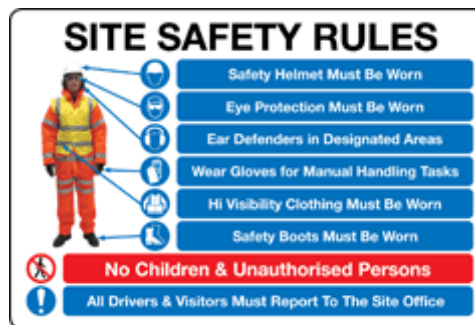 SITE SAFETY RULES
Safety Helmet Must Be Worn
Eye Protection Must Be Worn
Ear Defenders in Designated Areas
Wear Gloves for Manual Handling Tasks
Hi Visibility Clothing Must Be Worn
Safety Boots Must Be Worn
No Children & Unauthorised Persons
All Drivers & Visitors Must Report To The Site Office